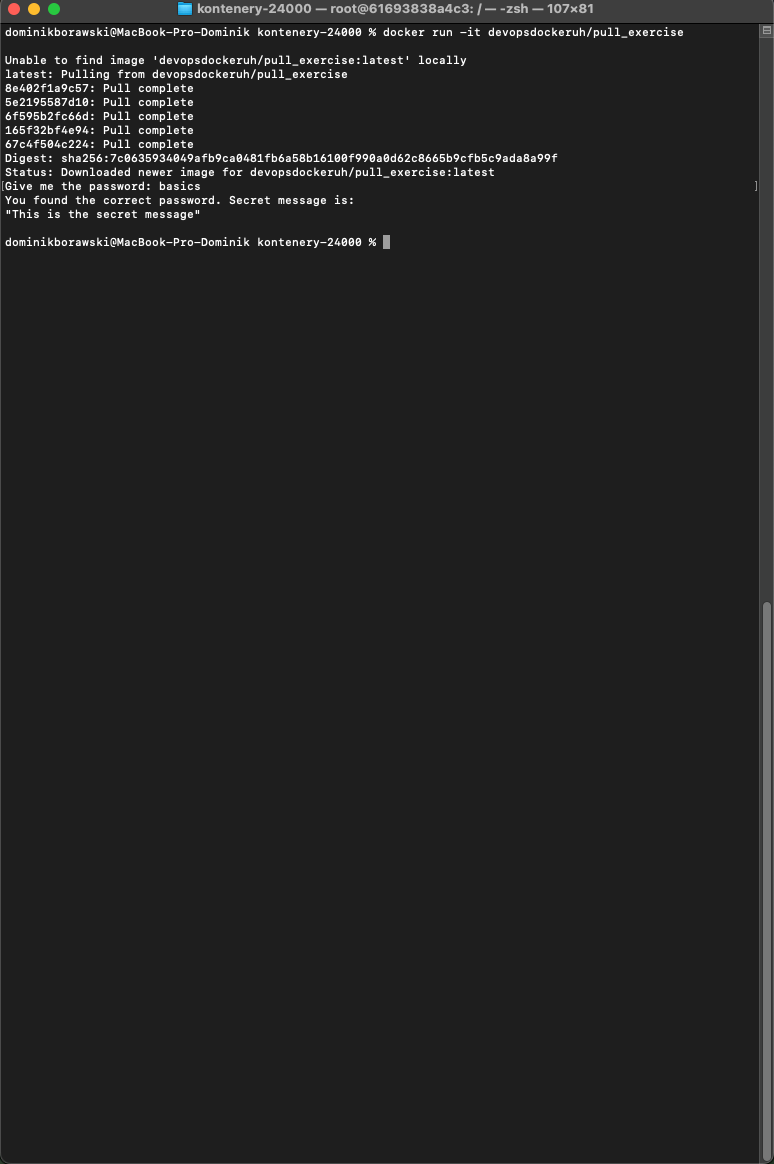 kontenery-24000 — root@61693838a4c3: / — -zsh — 107×81
dominikborawski@MacBook-Pro-Dominik kontenery-24000 % docker run -it devopsdockeruh/pull_exercise
Unable to find image 'devopsdockeruh/pull_exercise:latest' locally
latest: Pulling from devopsdockeruh/pull_exercise
8e402f1a9c57: Pull complete
5e2195587d10: Pull complete
6f595b2fc66d: Pull complete
165f32bf4e94: Pull complete
67c4f504c224: Pull complete
Digest: sha256:7c0635934049afb9ca0481fb6a58b16100f990a0d62c8665b9cfb5c9ada8a99f
Status: Downloaded newer image for devopsdockeruh/pull_exercise:latest
[Give me the password: basics ]
You found the correct password. Secret message is:
"This is the secret message"
dominikborawski@MacBook-Pro-Dominik kontenery-24000 %